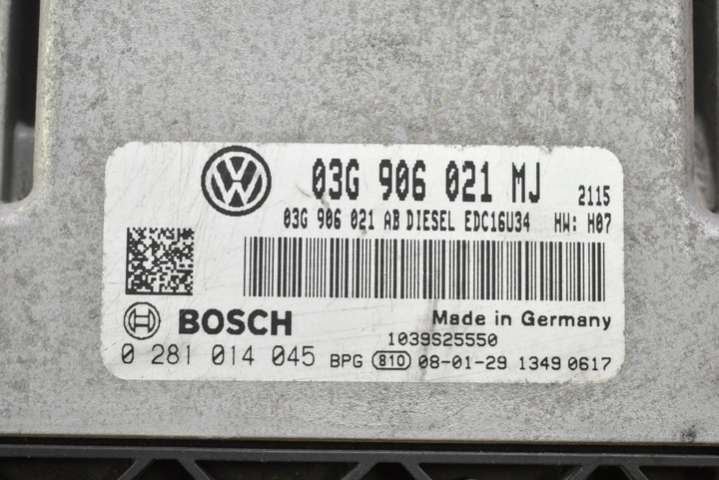 03G 906 021 MJ 2115
03G 906 021 AB DIESEL EDC16U34 HW: H07
BOSCH
Made in Germany
1039S25550
0 281 014 045 BPG 810 08-01-29 1349 0617